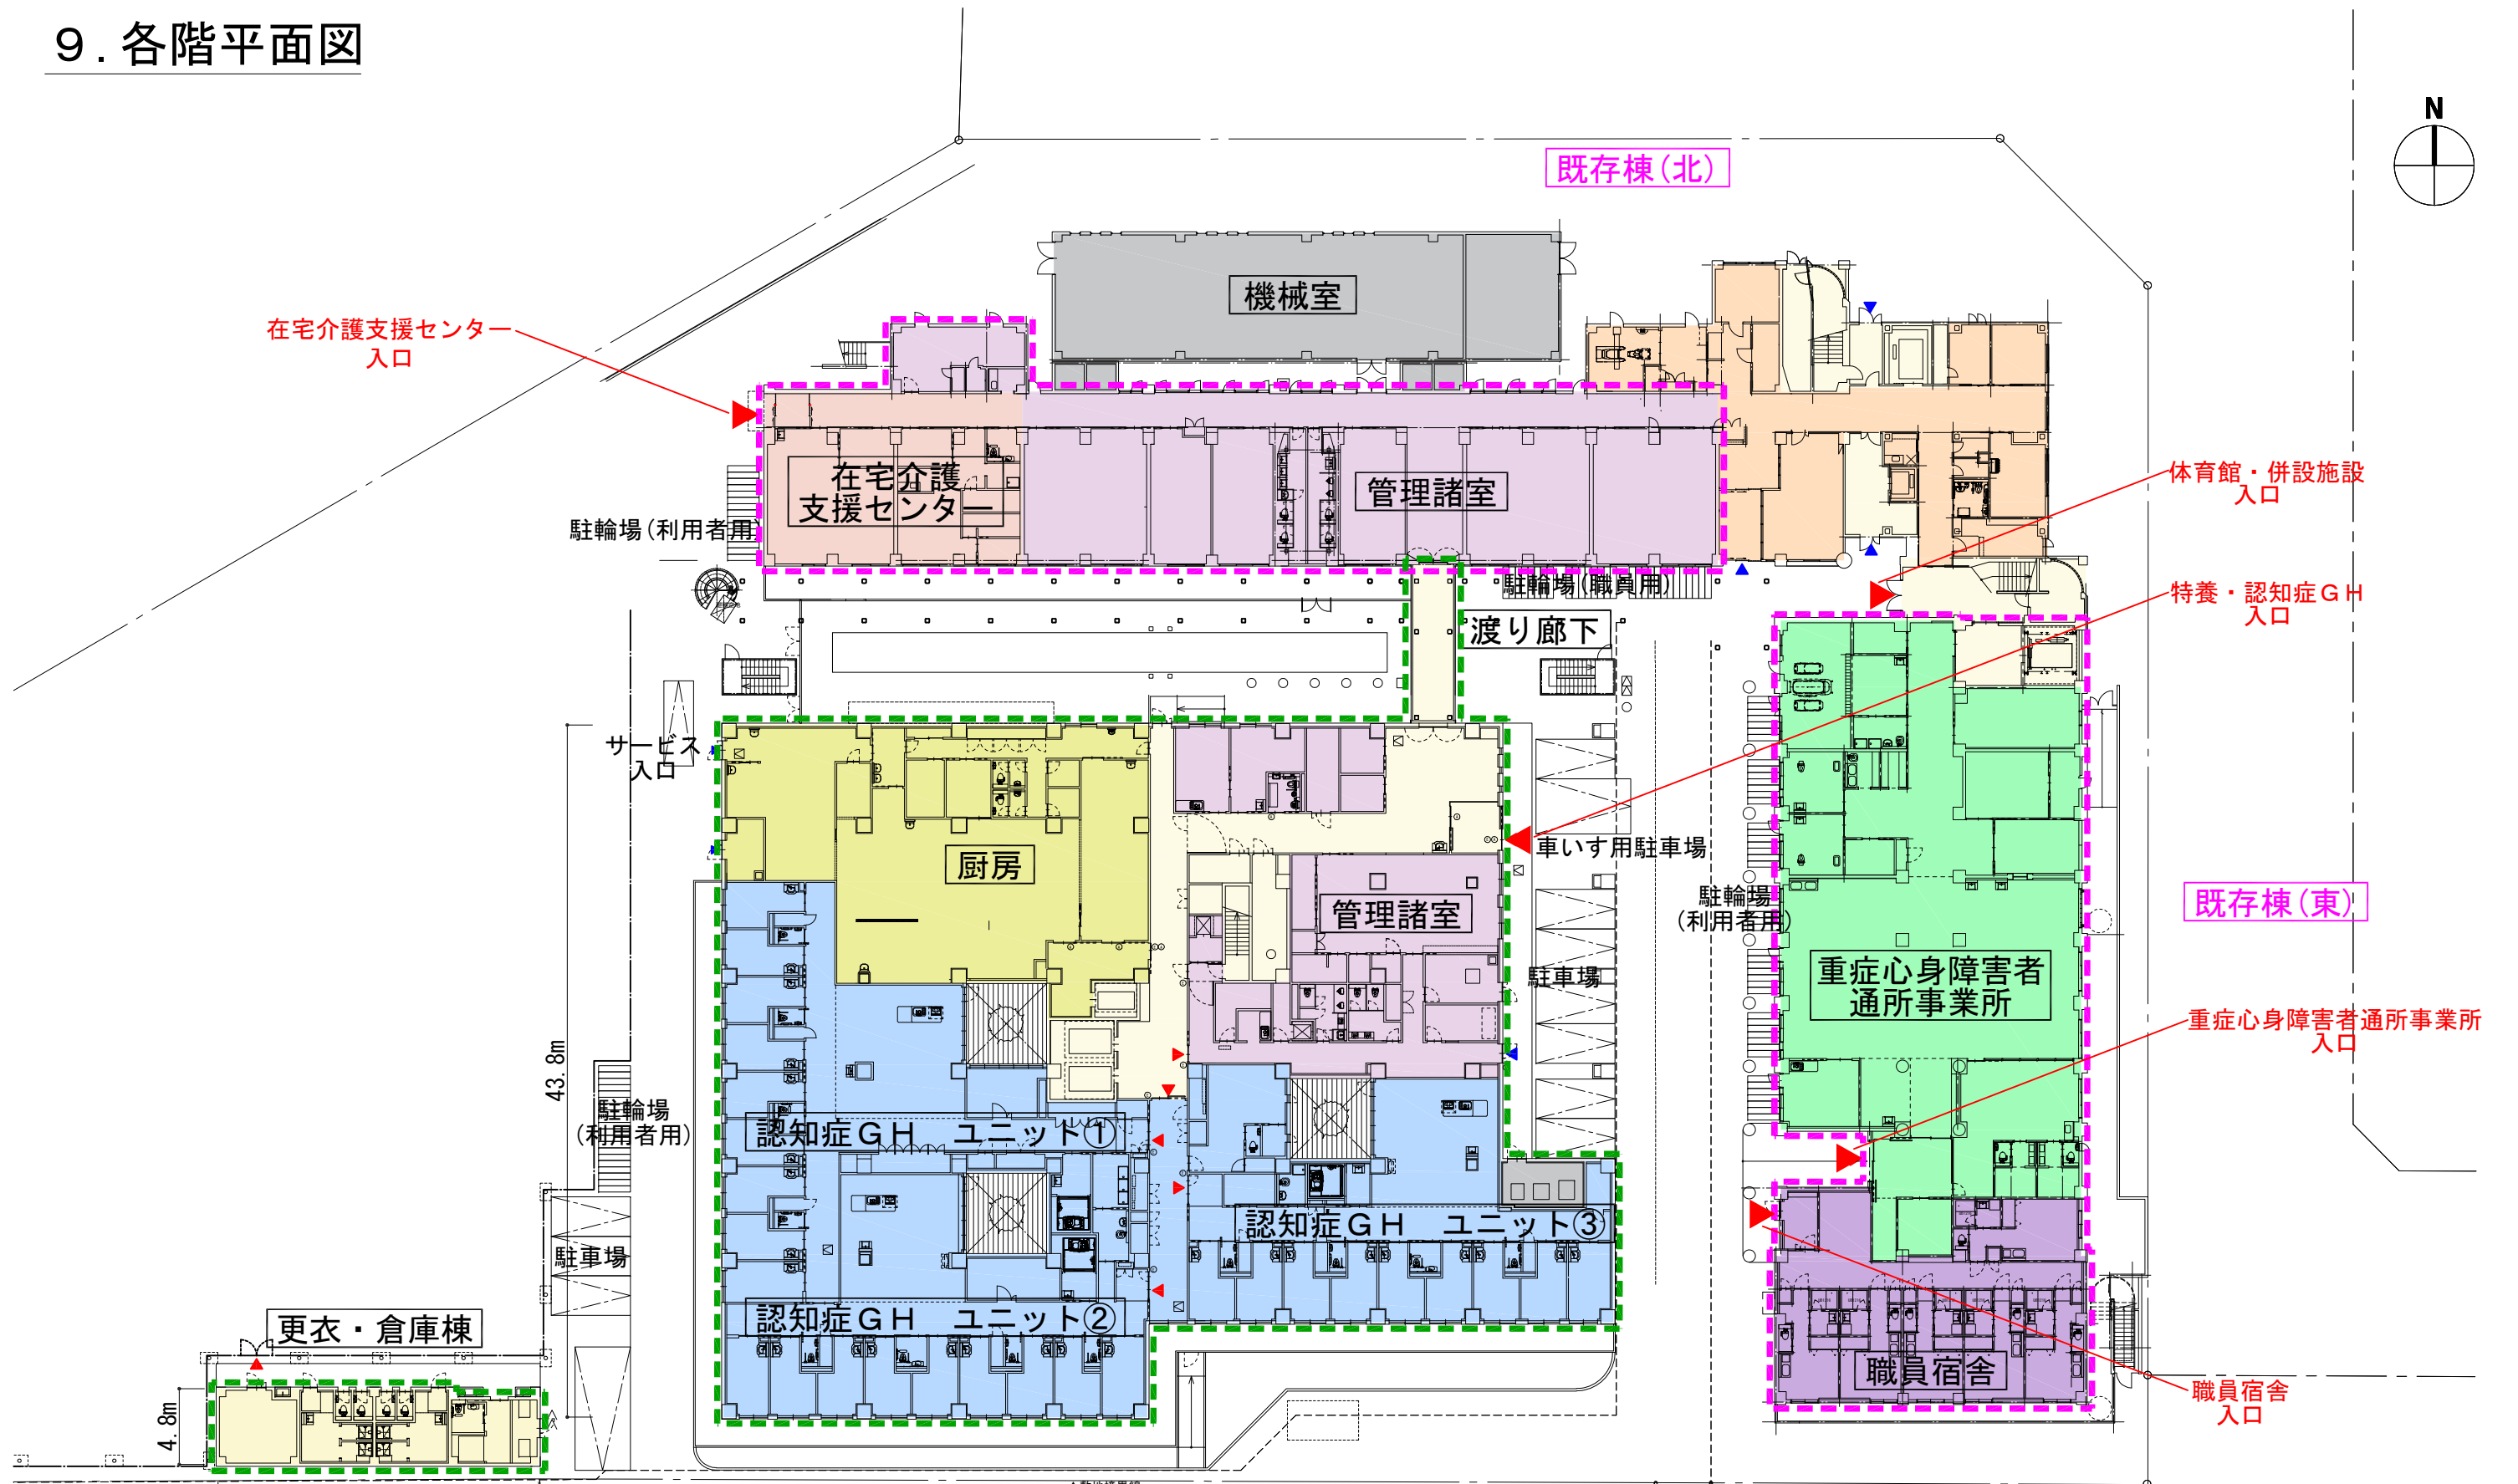 ９.各階平面図
N
既存棟(北)
機械室
在宅介護支援センター
入口
在宅介護
支援センター
管理諸室
体育館・併設施設
入口
駐輪場(利用者用)
駐輪場(職員用)
特養・認知症ＧＨ
入口
渡り廊下
サービス
入口
厨房
車いす用駐車場
管理諸室
駐輪場
(利用者用)
既存棟(東)
駐車場
重症心身障害者
通所事業所
重症心身障害者通所事業所
入口
43.8m
駐輪場
(利用者用)
認知症ＧＨ　ユニット①
認知症ＧＨ　ユニット③
駐車場
認知症ＧＨ　ユニット②
更衣・倉庫棟
職員宿舎
職員宿舎
入口
4.8m